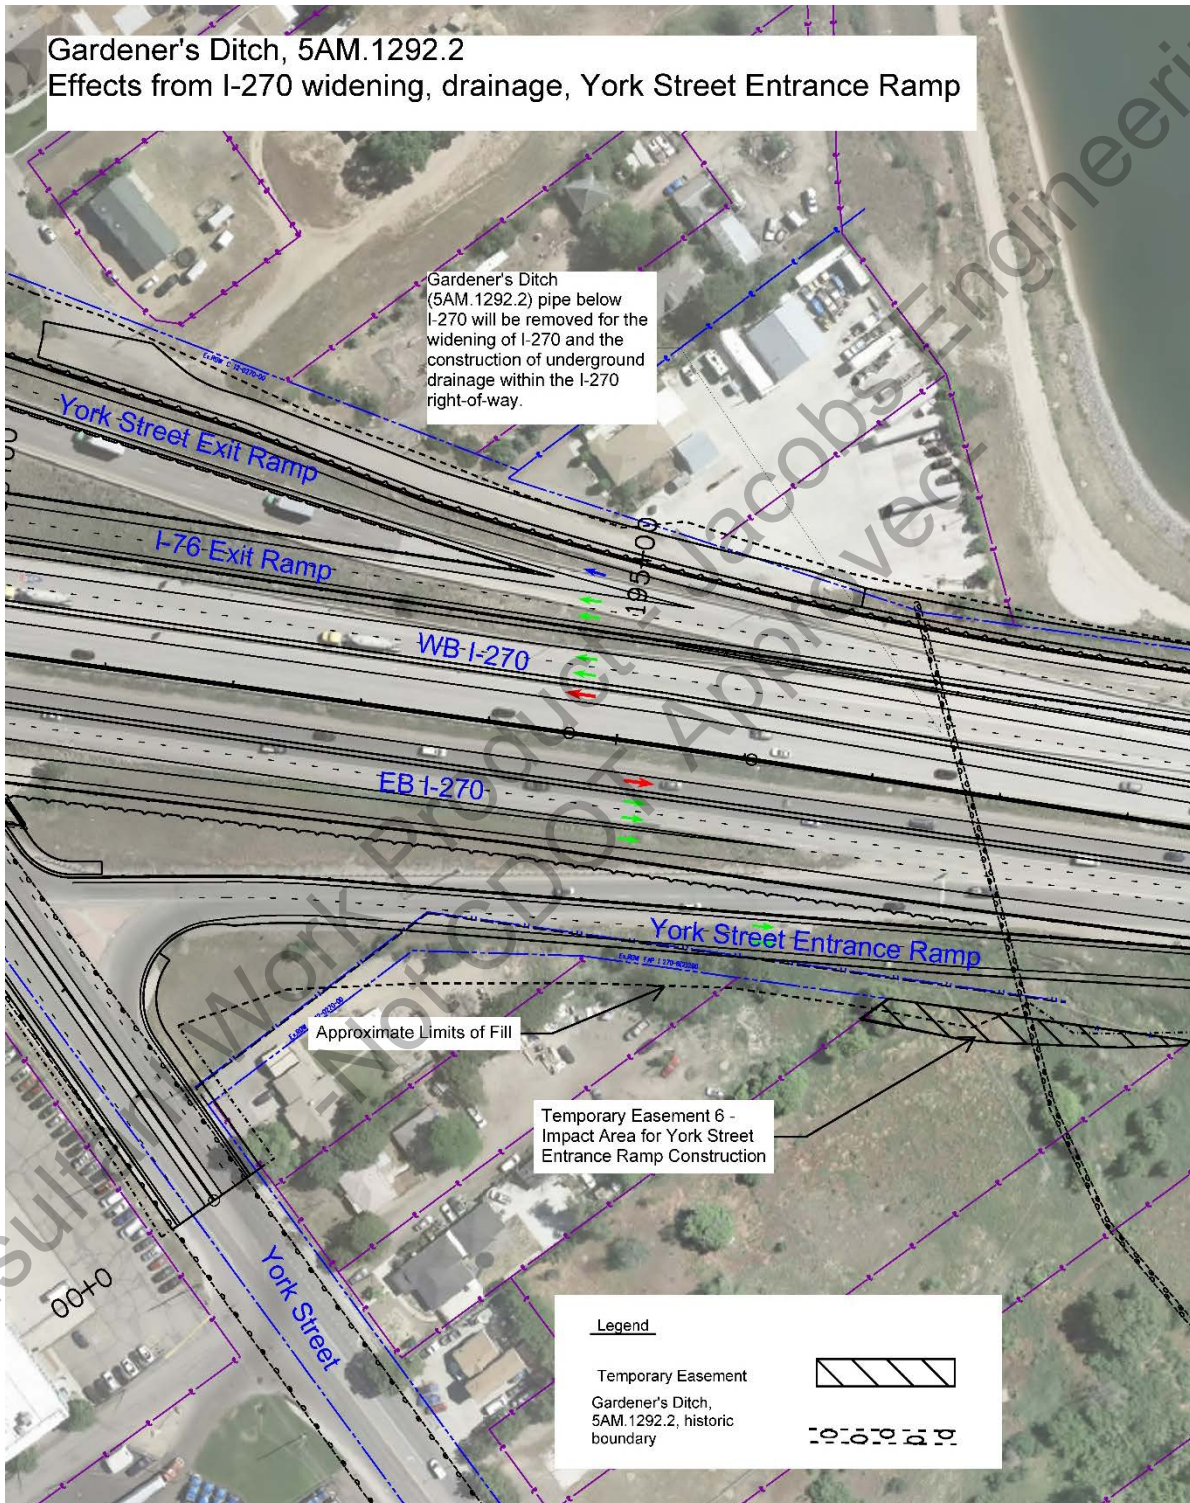 Gardener's Ditch, 5AM.1292.2
Effects from I-270 widening, drainage, York Street Entrance Ramp
Gardener's Ditch
(5AM.1292.2) pipe below
I-270 will be removed for the
widening of I-270 and the
construction of underground
drainage within the I-270
right-of-way.
York Street Exit Ramp
I-76 Exit Ramp
195+00
WB I-270
EB I-270
York Street Entrance Ramp
Approximate Limits of Fill
Temporary Easement 6 -
Impact Area for York Street
Entrance Ramp Construction
York Street
00+0
Legend
Temporary Easement
Gardener's Ditch,
5AM.1292.2, historic
boundary
Work Product - Jacobs Engineerin
-Not CDOT Approved-